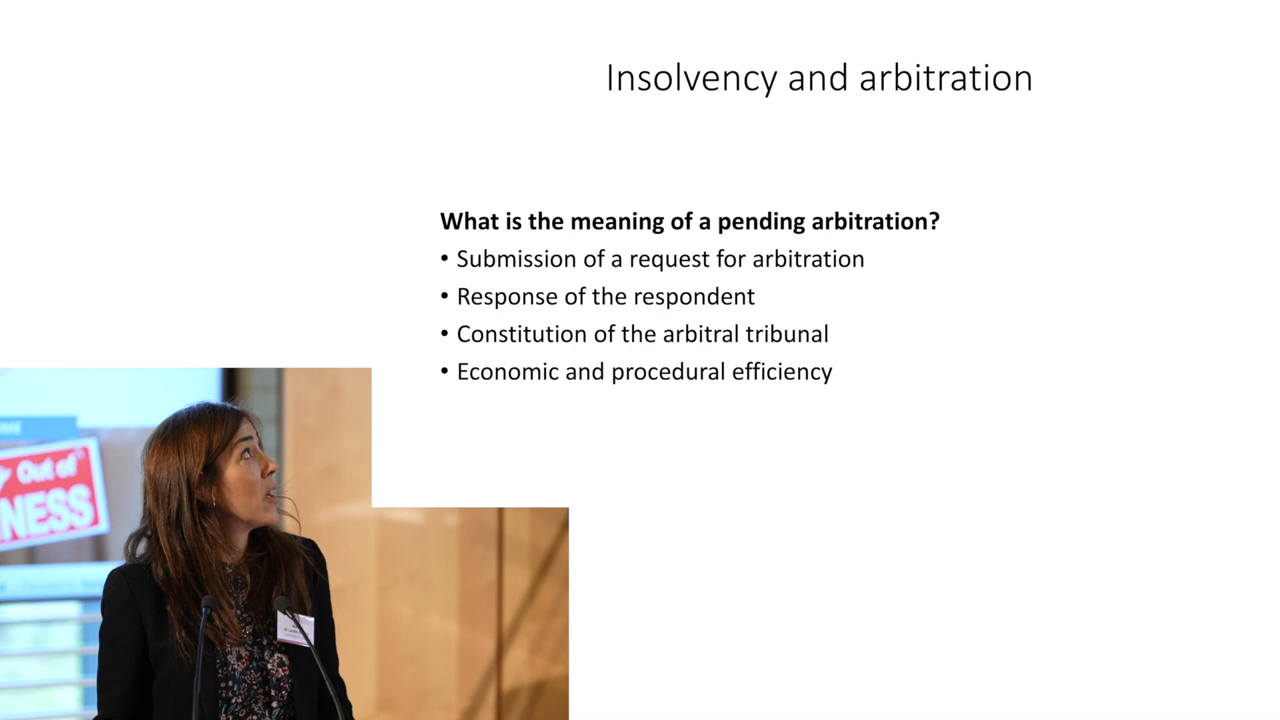 Insolvency and arbitration
What is the meaning of a pending arbitration?
• Submission of a request for arbitration
• Response of the respondent
• Constitution of the arbitral tribunal
• Economic and procedural efficiency
Out of
NESS